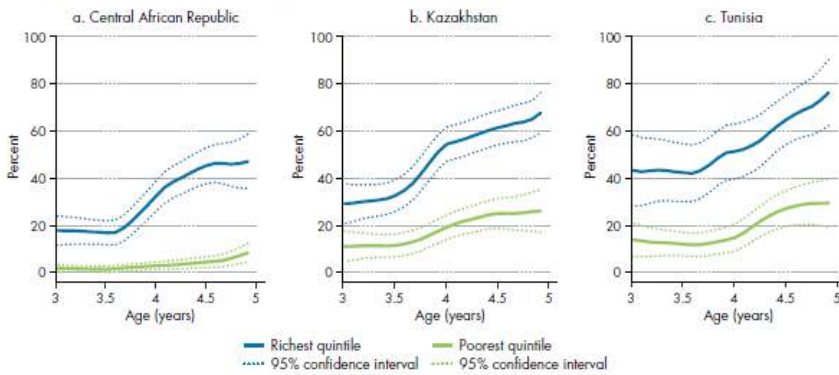 a. Central African Republic
100
80
60
40
20
0
Percent
3 3.5 4 4.5 5
Age (years)
b. Kazakhstan
100
80
60
40
20
0
Percent
3 3.5 4 4.5 5
Age (years)
c. Tunisia
100
80
60
40
20
0
Percent
3 3.5 4 4.5 5
Age (years)
Richest quintile Poorest quintile
95% confidence interval 95% confidence interval